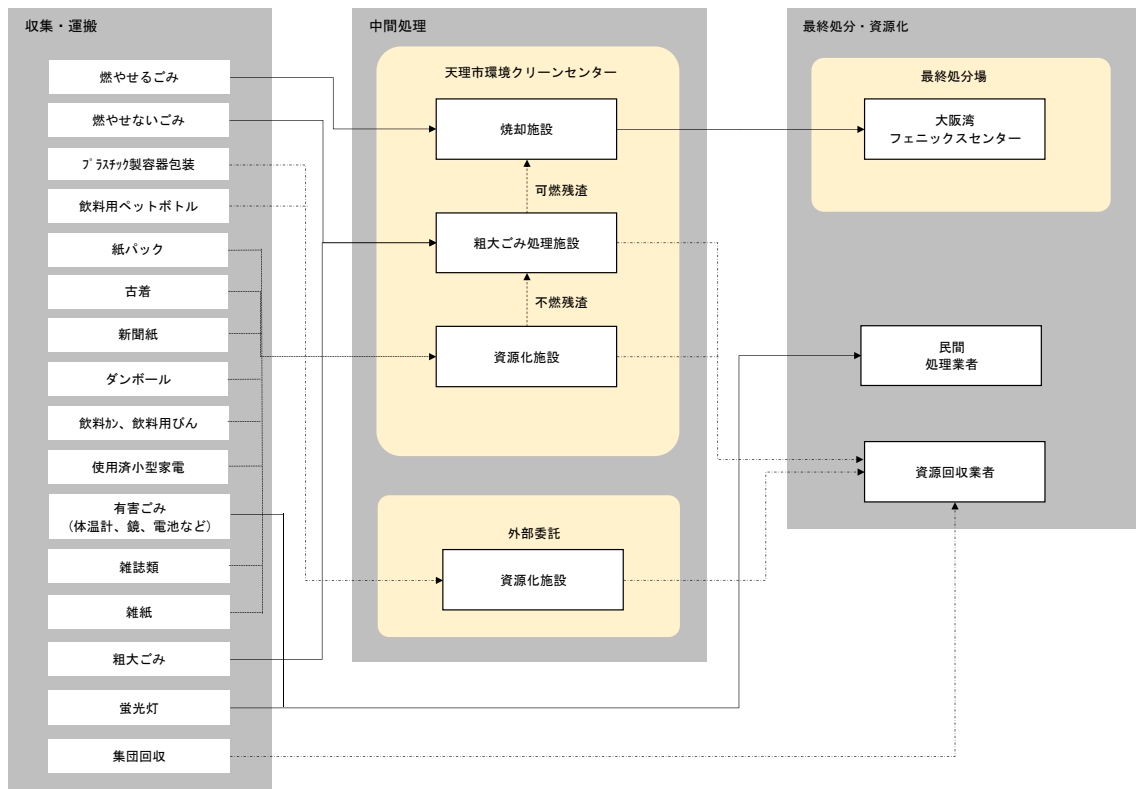 収集・運搬
燃やせるごみ
燃やせないごみ
ﾌﾟﾗｽﾁｯｸ製容器包装
飲料用ペットボトル
紙パック
古着
新聞紙
ダンボール
飲料ｶﾝ、飲料用びん
使用済小型家電
有害ごみ
（体温計、鏡、電池など）
雑誌類
雑紙
粗大ごみ
蛍光灯
集団回収
中間処理
天理市環境クリーンセンター
焼却施設
可燃残渣
粗大ごみ処理施設
不燃残渣
資源化施設
外部委託
資源化施設
最終処分・資源化
最終処分場
大阪湾
フェニックスセンター
民間
処理業者
資源回収業者